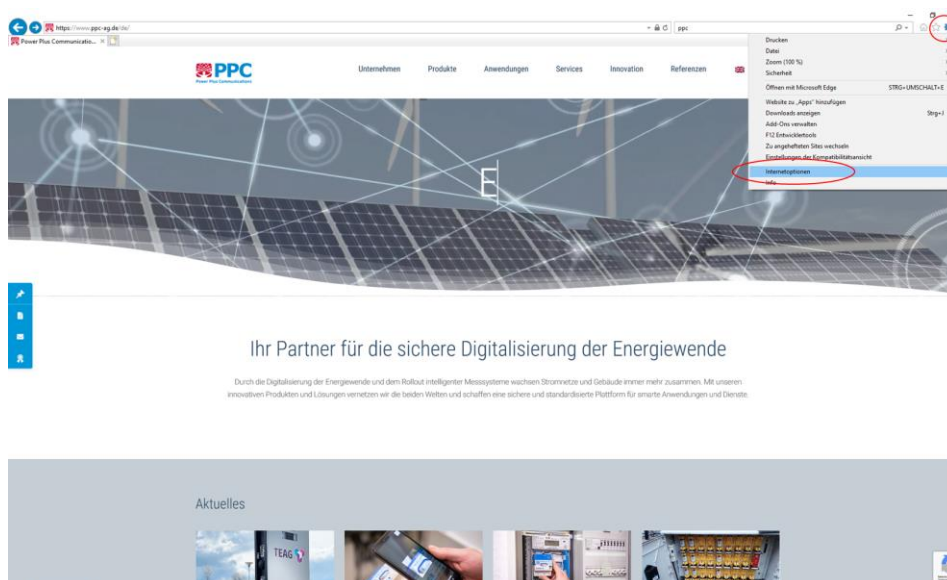 https://www.ppc-ag.de/de/
ppc
Power Plus Communicatio...
PPC
Power Plus Communications
Unternehmen
Produkte
Anwendungen
Services
Innovation
Referenzen
Drucken
Datei
Zoom (100 %)
Sicherheit
Öffnen mit Microsoft Edge STRG+UMSCHALT+E
Website zu „Apps“ hinzufügen
Downloads anzeigen Strg+J
Add-Ons verwalten
F12 Entwicklertools
Zu angehefteten Sites wechseln
Einstellungen der Kompatibilitätsansicht
Internetoptionen
Info
E
Ihr Partner für die sichere Digitalisierung der Energiewende
Durch die Digitalisierung der Energiewende und dem Rollout intelligenter Messsysteme wachsen Stromnetze und Gebäude immer mehr zusammen. Mit unseren
innovativen Produkten und Lösungen vernetzen wir die beiden Welten und schaffen eine sichere und standardisierte Plattform für smarte Anwendungen und Dienste.
Aktuelles
TEAG